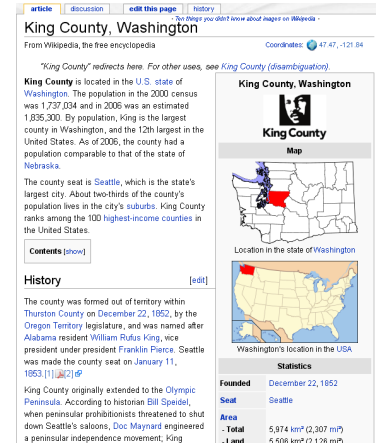 article discussion edit this page history
- Ten things you didn't know about images on Wikipedia -
King County, Washington
From Wikipedia, the free encyclopedia
Coordinates: 47.47, -121.84
"King County" redirects here. For other uses, see King County (disambiguation).
King County is located in the U.S. state of
Washington. The population in the 2000 census
was 1,737,034 and in 2006 was an estimated
1,835,300. By population, King is the largest
county in Washington, and the 12th largest in the
United States. As of 2006, the county had a
population comparable to that of the state of
Nebraska.
The county seat is Seattle, which is the state's
largest city. About two-thirds of the county's
population lives in the city's suburbs. King County
ranks among the 100 highest-income counties in
the United States.
Contents [show]
History [edit]
The county was formed out of territory within
Thurston County on December 22, 1852, by the
Oregon Territory legislature, and was named after
Alabama resident William Rufus King, vice
president under president Franklin Pierce. Seattle
was made the county seat on January 11,
1853.[1] [2]
King County originally extended to the Olympic
Peninsula. According to historian Bill Speidel,
when peninsular prohibitionists threatened to shut
down Seattle's saloons, Doc Maynard engineered
a peninsular independence movement; King
King County, Washington
King County
Map
Location in the state of Washington
Washington's location in the USA
Statistics
Founded December 22, 1852
Seat Seattle
Area
- Total 5,974 km² (2,307 mi²)
- Land 5,506 km² (2,126 mi²)